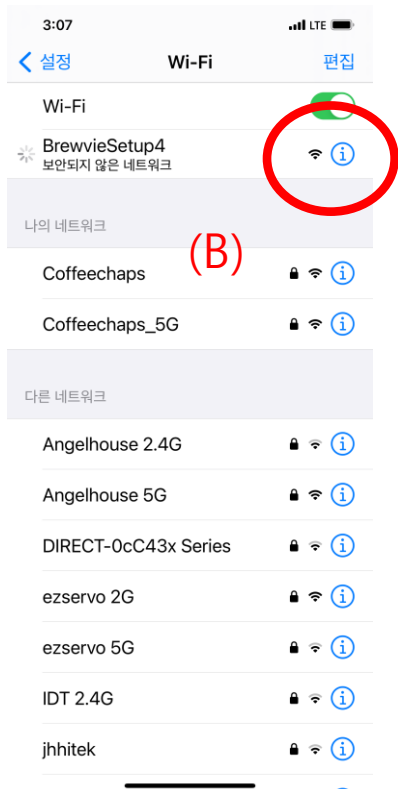 3:07
LTE
설정
Wi-Fi
편집
Wi-Fi
BrewvieSetup4
보안되지 않은 네트워크
나의 네트워크
(B)
Coffeechaps
Coffeechaps_5G
다른 네트워크
Angelhouse 2.4G
Angelhouse 5G
DIRECT-0cC43x Series
ezservo 2G
ezservo 5G
IDT 2.4G
jhhitek